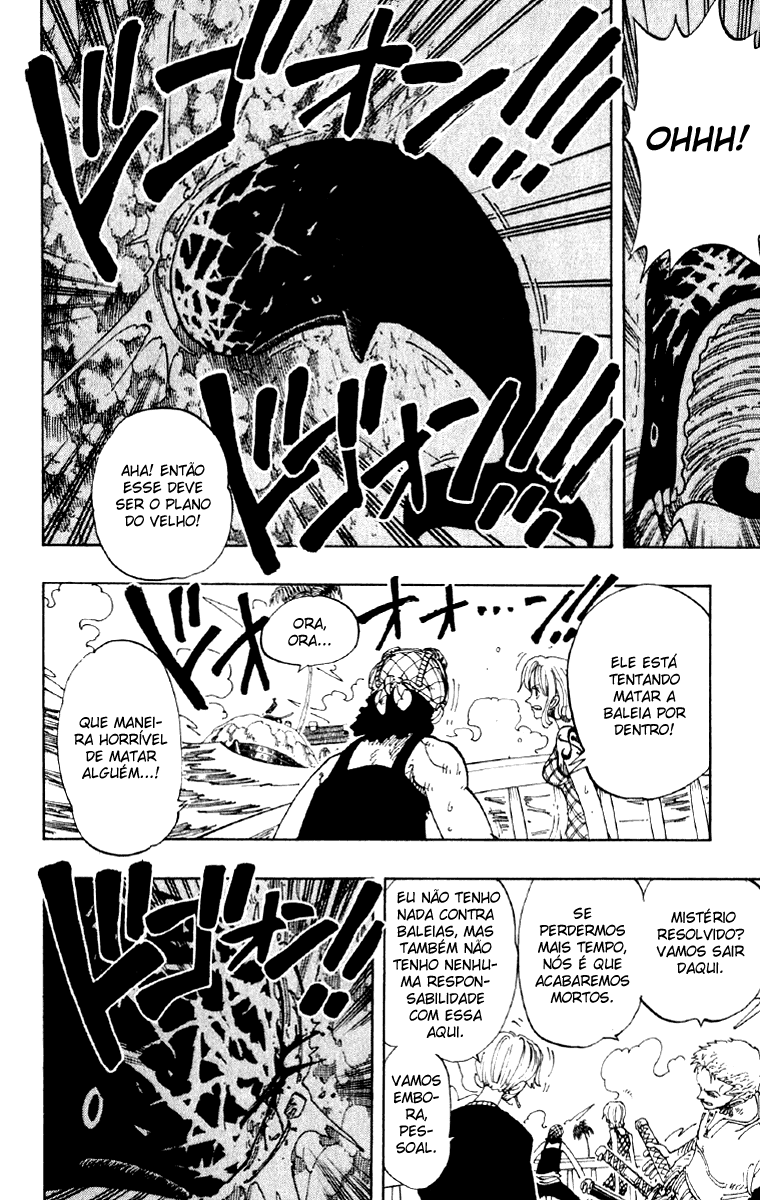 OHHH!
ドゴオン!!!
ドゴオン!!!!
AHA! ENTÃO
ESSE DEVE
SER O PLANO
DO VELHO!
ELE ESTÁ
TENTANDO
MATAR A
BALEIA POR
DENTRO!
ドオオオ…ン!!!
ORA,
ORA...
QUE MANEI-
RA HORRÍVEL
DE MATAR
ALGUÉM...!
MISTÉRIO
RESOLVIDO?
VAMOS SAIR
DAQUI.
SE
PERDERMOS
MAIS TEMPO,
NÓS É QUE
ACABAREMOS
MORTOS.
EU NÃO TENHO
NADA CONTRA
BALEIAS, MAS
TAMBÉM NÃO
TENHO NENHU-
MA RESPON-
SABILIDADE
COM ESSA
AQUI.
VAMOS
EMBO-
RA,
PES-
SOAL.
ドゴオン!!!